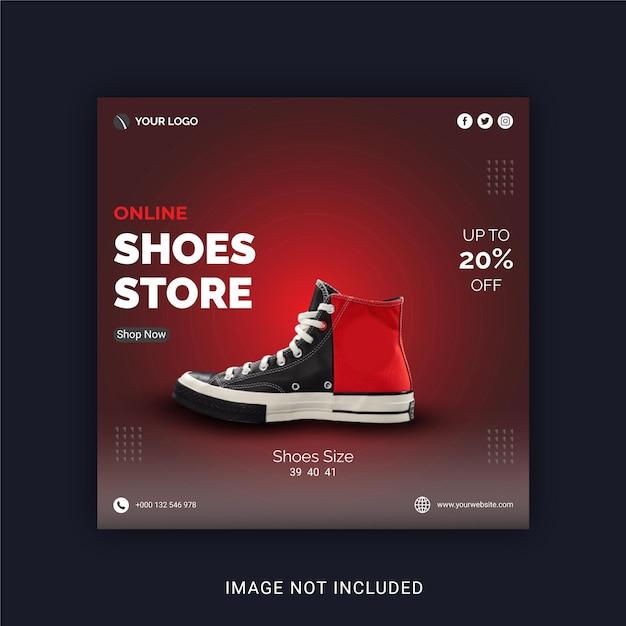 YOUR LOGO
ONLINE
SHOES
STORE
Shop Now
UP TO
20%
OFF
Shoes Size
39 40 41
+000 132 546 978
www.yourwebsite.com
IMAGE NOT INCLUDED